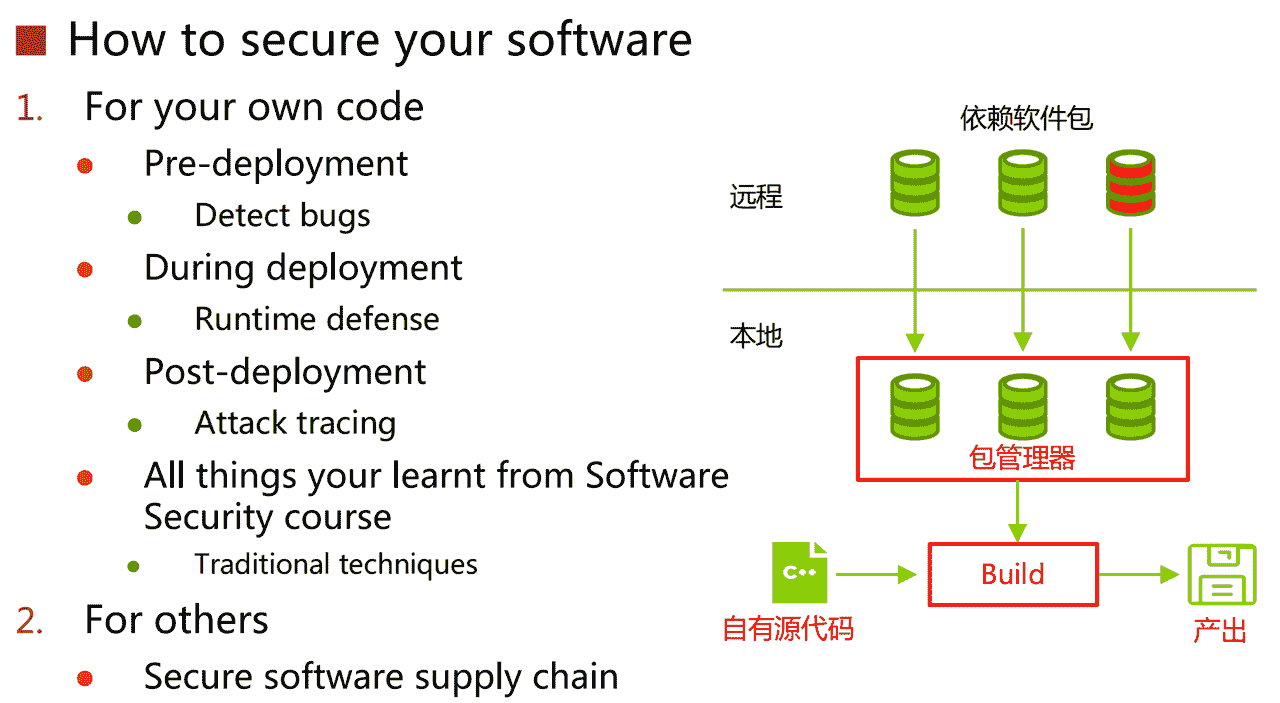 How to secure your software
1. For your own code
Pre-deployment
Detect bugs
During deployment
Runtime defense
Post-deployment
Attack tracing
All things your learnt from Software
Security course
Traditional techniques
2. For others
Secure software supply chain
依赖软件包
远程
本地
包管理器
C++
Build
自有源代码
产出